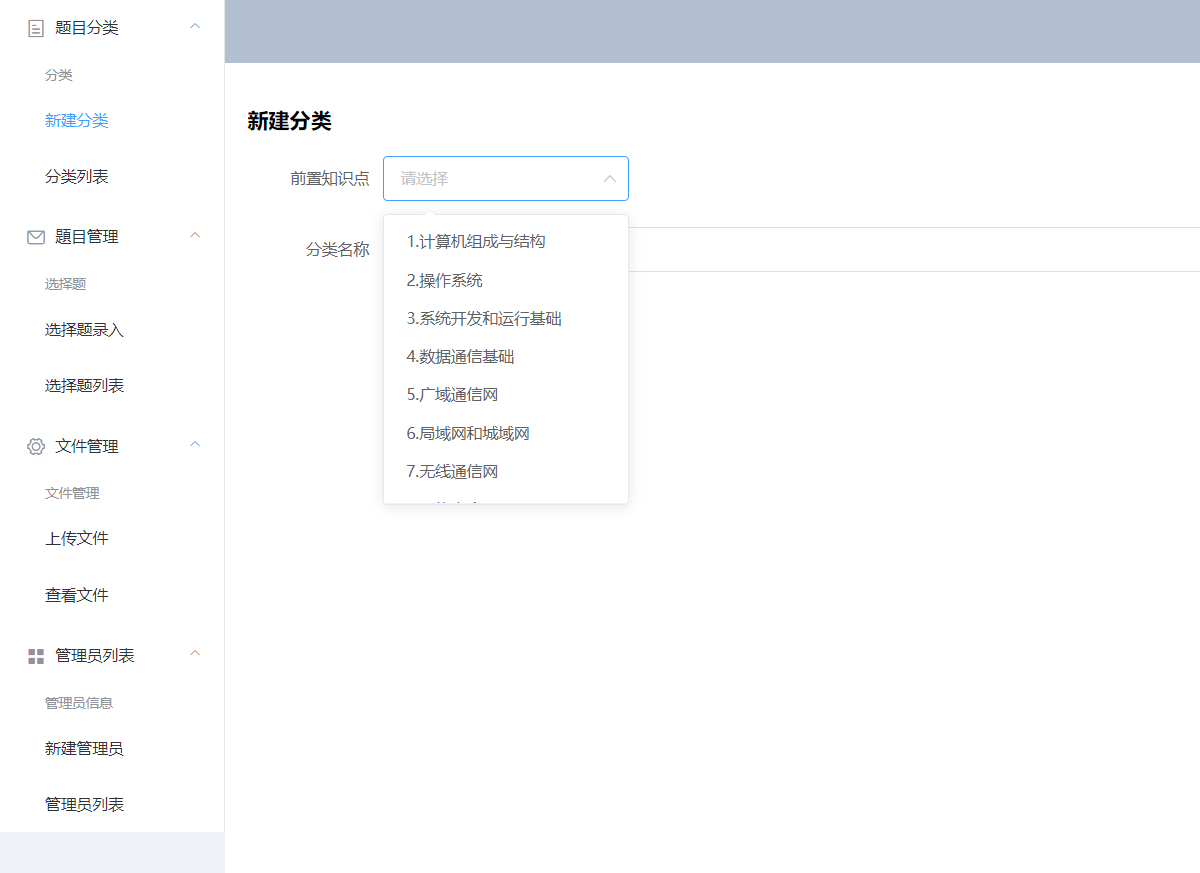 题目分类
分类
新建分类
分类列表
题目管理
选择题
选择题录入
选择题列表
文件管理
文件管理
上传文件
查看文件
管理员列表
管理员信息
新建管理员
管理员列表
新建分类
前置知识点
请选择
分类名称
1.计算机组成与结构
2.操作系统
3.系统开发和运行基础
4.数据通信基础
5.广域通信网
6.局域网和城域网
7.无线通信网